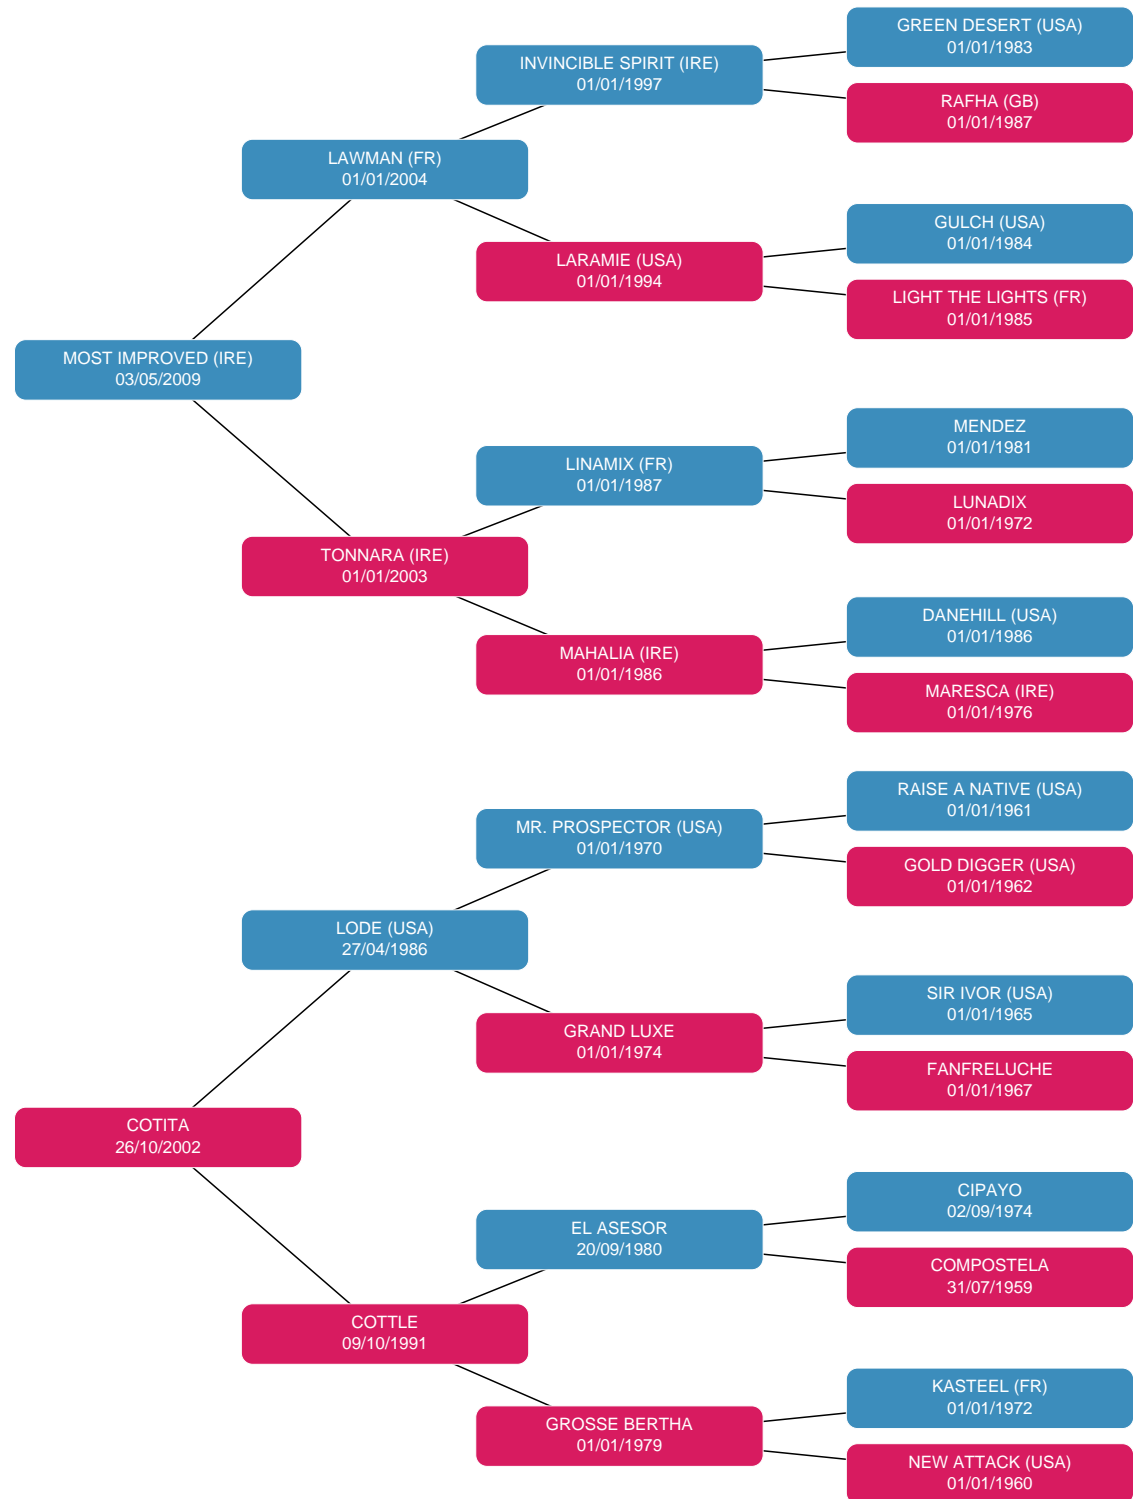 GREEN DESERT (USA)
01/01/1983
INVINCIBLE SPIRIT (IRE)
01/01/1997
RAFHA (GB)
01/01/1987
LAWMAN (FR)
01/01/2004
GULCH (USA)
01/01/1984
LARAMIE (USA)
01/01/1994
LIGHT THE LIGHTS (FR)
01/01/1985
MOST IMPROVED (IRE)
03/05/2009
MENDEZ
01/01/1981
LINAMIX (FR)
01/01/1987
LUNADIX
01/01/1972
TONNARA (IRE)
01/01/2003
DANEHILL (USA)
01/01/1986
MAHALIA (IRE)
01/01/1986
MARESCA (IRE)
01/01/1976
RAISE A NATIVE (USA)
01/01/1961
MR. PROSPECTOR (USA)
01/01/1970
GOLD DIGGER (USA)
01/01/1962
LODE (USA)
27/04/1986
SIR IVOR (USA)
01/01/1965
GRAND LUXE
01/01/1974
FANFRELUCHE
01/01/1967
COTITA
26/10/2002
CIPAYO
02/09/1974
EL ASESOR
20/09/1980
COMPOSTELA
31/07/1959
COTTLE
09/10/1991
KASTEEL (FR)
01/01/1972
GROSSE BERTHA
01/01/1979
NEW ATTACK (USA)
01/01/1960